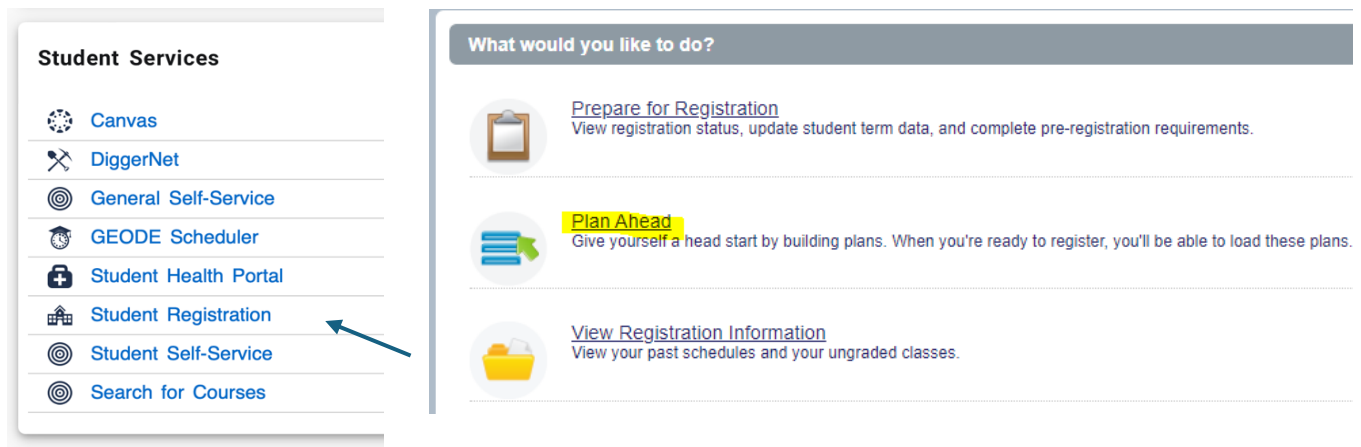 Student Services
Canvas
DiggerNet
General Self-Service
GEODE Scheduler
Student Health Portal
Student Registration
Student Self-Service
Search for Courses
What would you like to do?
Prepare for Registration
View registration status, update student term data, and complete pre-registration requirements.
Plan Ahead
Give yourself a head start by building plans. When you're ready to register, you'll be able to load these plans.
View Registration Information
View your past schedules and your ungraded classes.